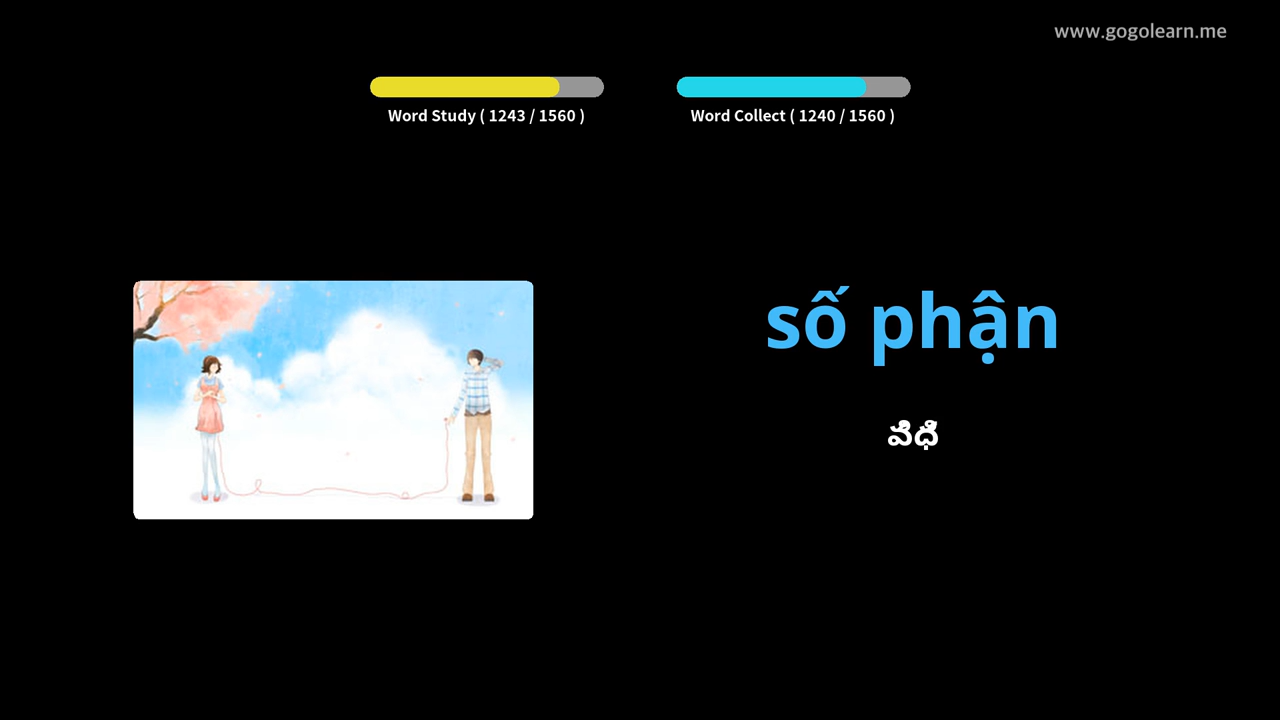 www.gogolearn.me
Word Study ( 1243 / 1560 )
Word Collect ( 1240 / 1560 )
số phận
విధి